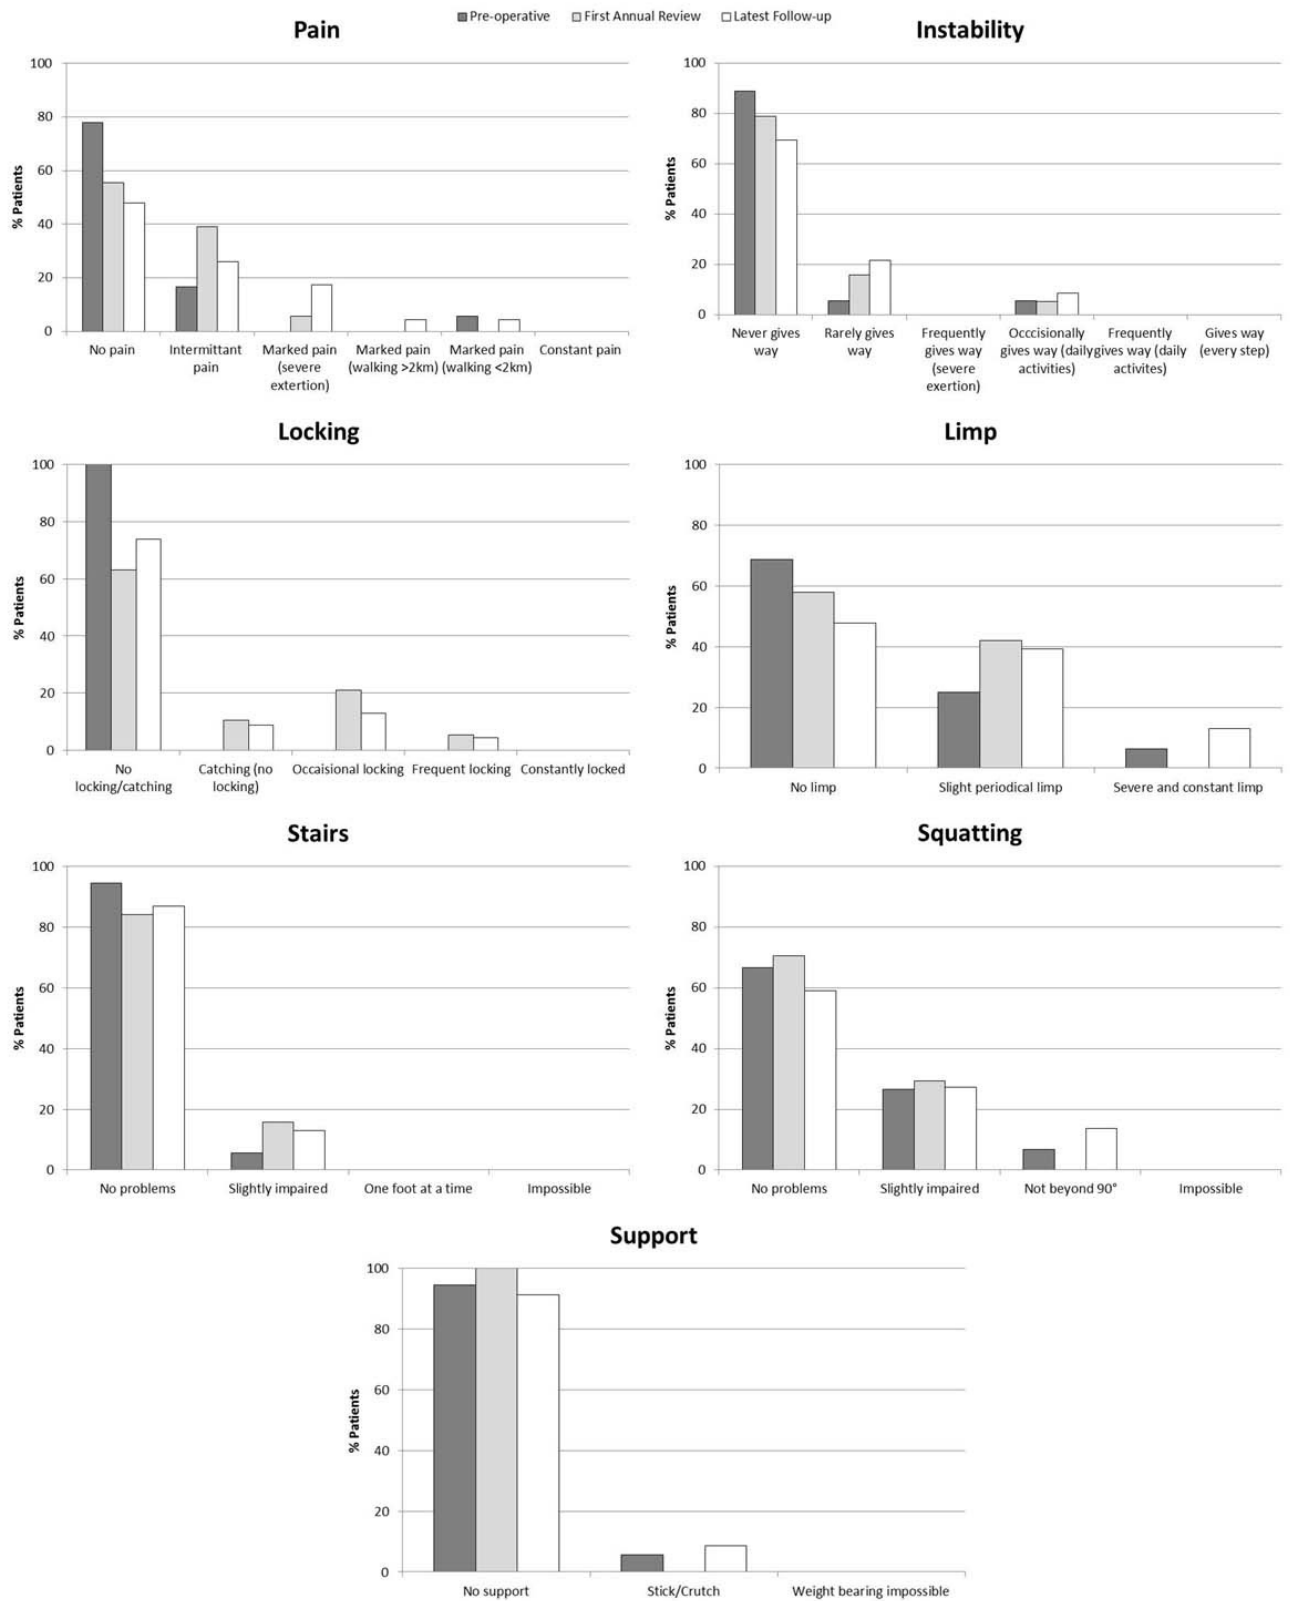 Pre-operative First Annual Review Latest Follow-up
Pain
% Patients
100
80
60
40
20
0
No pain
Intermittant
pain
Marked pain
(severe
extertion)
Marked pain
(walking >2km)
Marked pain
(walking <2km)
Constant pain
Instability
% Patients
100
80
60
40
20
0
Never gives
way
Rarely gives
way
Frequently
gives way
(severe
exertion)
Occcisionally
gives way (daily
activities)
Frequently
gives way (daily
activites)
Gives way
(every step)
Locking
% Patients
100
80
60
40
20
0
No
locking/catching
Catching (no
locking)
Occaisional locking
Frequent locking
Constantly locked
Limp
% Patients
100
80
60
40
20
0
No limp
Slight periodical limp
Severe and constant limp
Stairs
% Patients
100
80
60
40
20
0
No problems
Slightly impaired
One foot at a time
Impossible
Squatting
% Patients
100
80
60
40
20
0
No problems
Slightly impaired
Not beyond 90°
Impossible
Support
% Patients
100
80
60
40
20
0
No support
Stick/Crutch
Weight bearing impossible